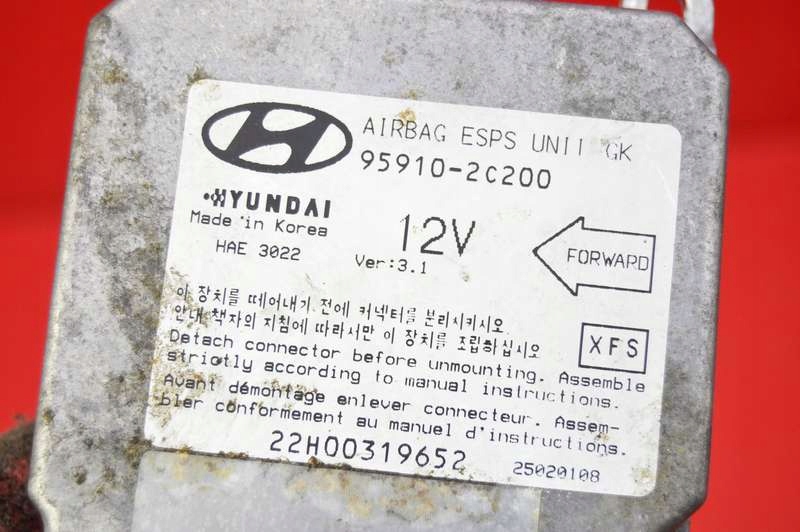 AIRBAG ESPS UNIT GK
95910-2C200
HYUNDAI
Made in Korea
HAE 3022
12V
Ver:3.1
FORWARD
이 장치를 떼어내기 전에 커넥터를 분리시키시오
안내 책자의 지침에 따라서만 이 장치를 조립하십시오
XFS
Detach connector before unmounting. Assemble
strictly according to manual instructions.
Avant démontage enlever connecteur. Assem-
bler conformement au manuel d'instructions.
22H00319652
25020108